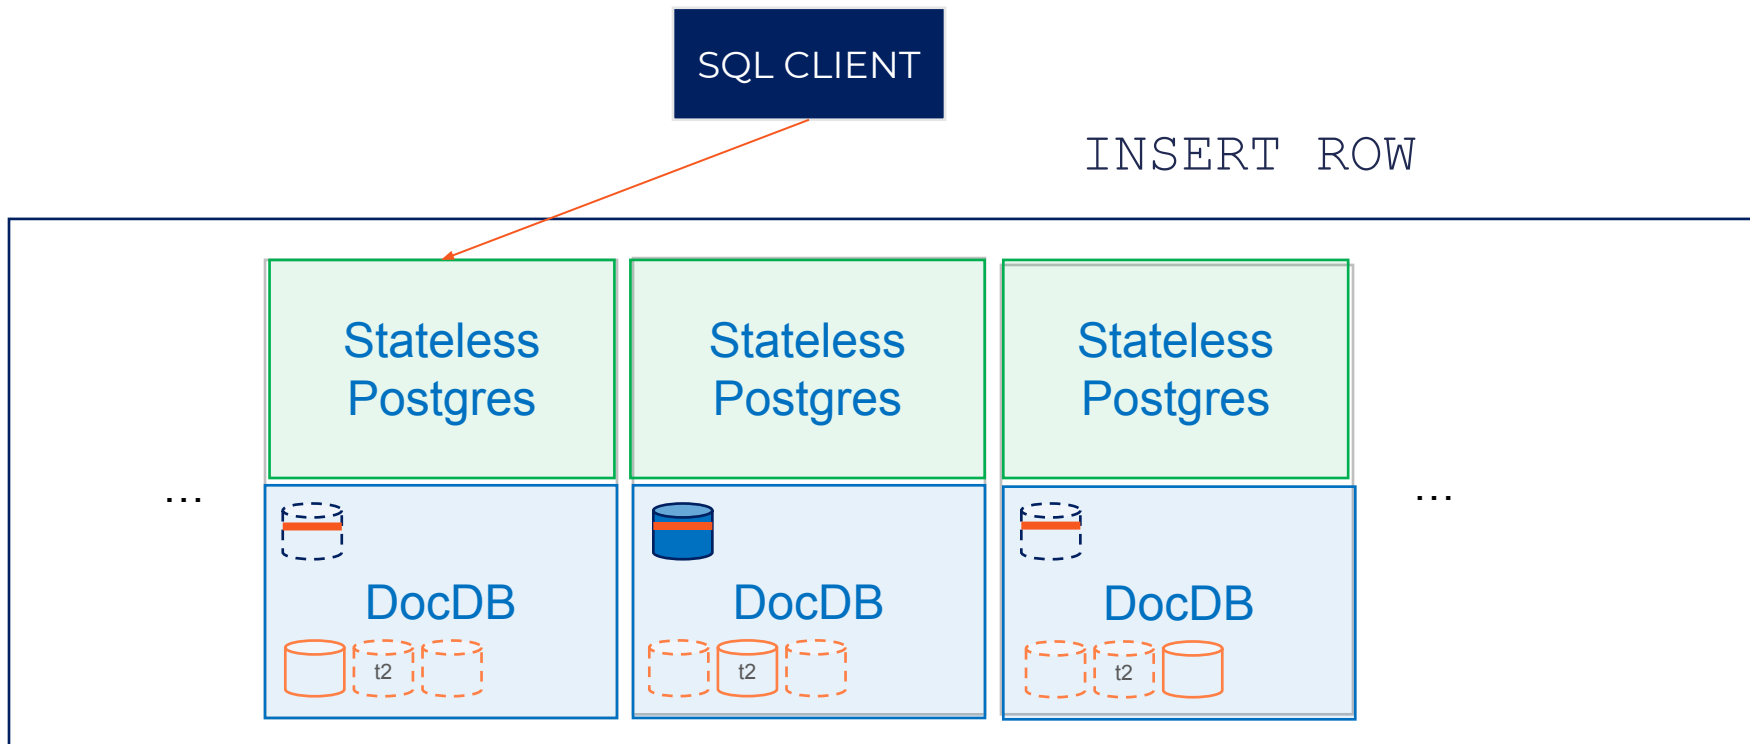 SQL CLIENT
INSERT ROW
Stateless
Postgres
Stateless
Postgres
Stateless
Postgres
...
...
DocDB
DocDB
DocDB
t2
t2
t2